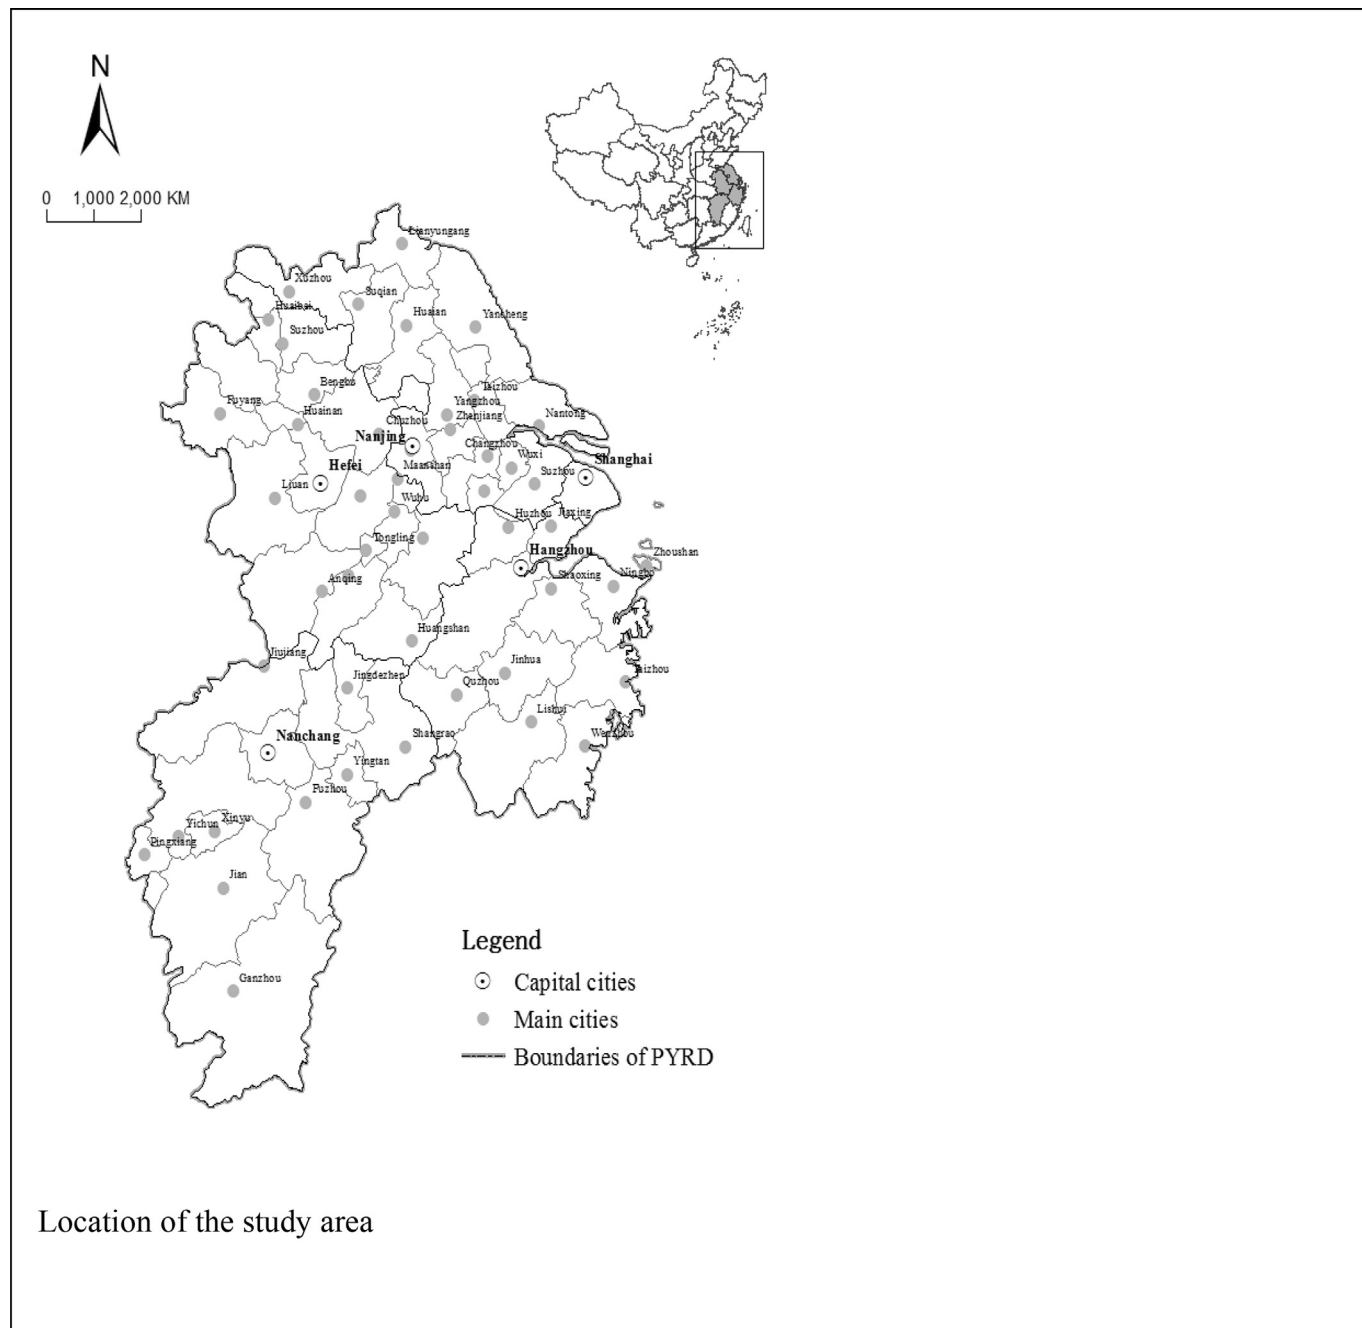 N
0 1,000 2,000 KM
Lianyungang
Xuzhou
Suqian
Huaibai
Huaian
Yancheng
Suzhou
Bengbu
Taizhou
Fuyang
Yangzhou
Huainan
Chuzhou
Zhenjiang
Nantong
Nanjing
Changzhou
Wuxi
Shanghai
Hefei
Maanshan
Suzhou
Liuan
Wuhu
Huzhou
Jiaxing
Tongling
Hangzhou
Zhoushan
Anqing
Shaoxing
Ningbo
Huangshan
Jiujiang
Jinhua
Taizhou
Jingdezhen
Quzhou
Lishui
Nanchang
Shangrao
Wenzhou
Yingtan
Fuzhou
Yichun
Xinyu
Pingxiang
Jian
Ganzhou
Legend
Capital cities
Main cities
Boundaries of PYRD
Location of the study area